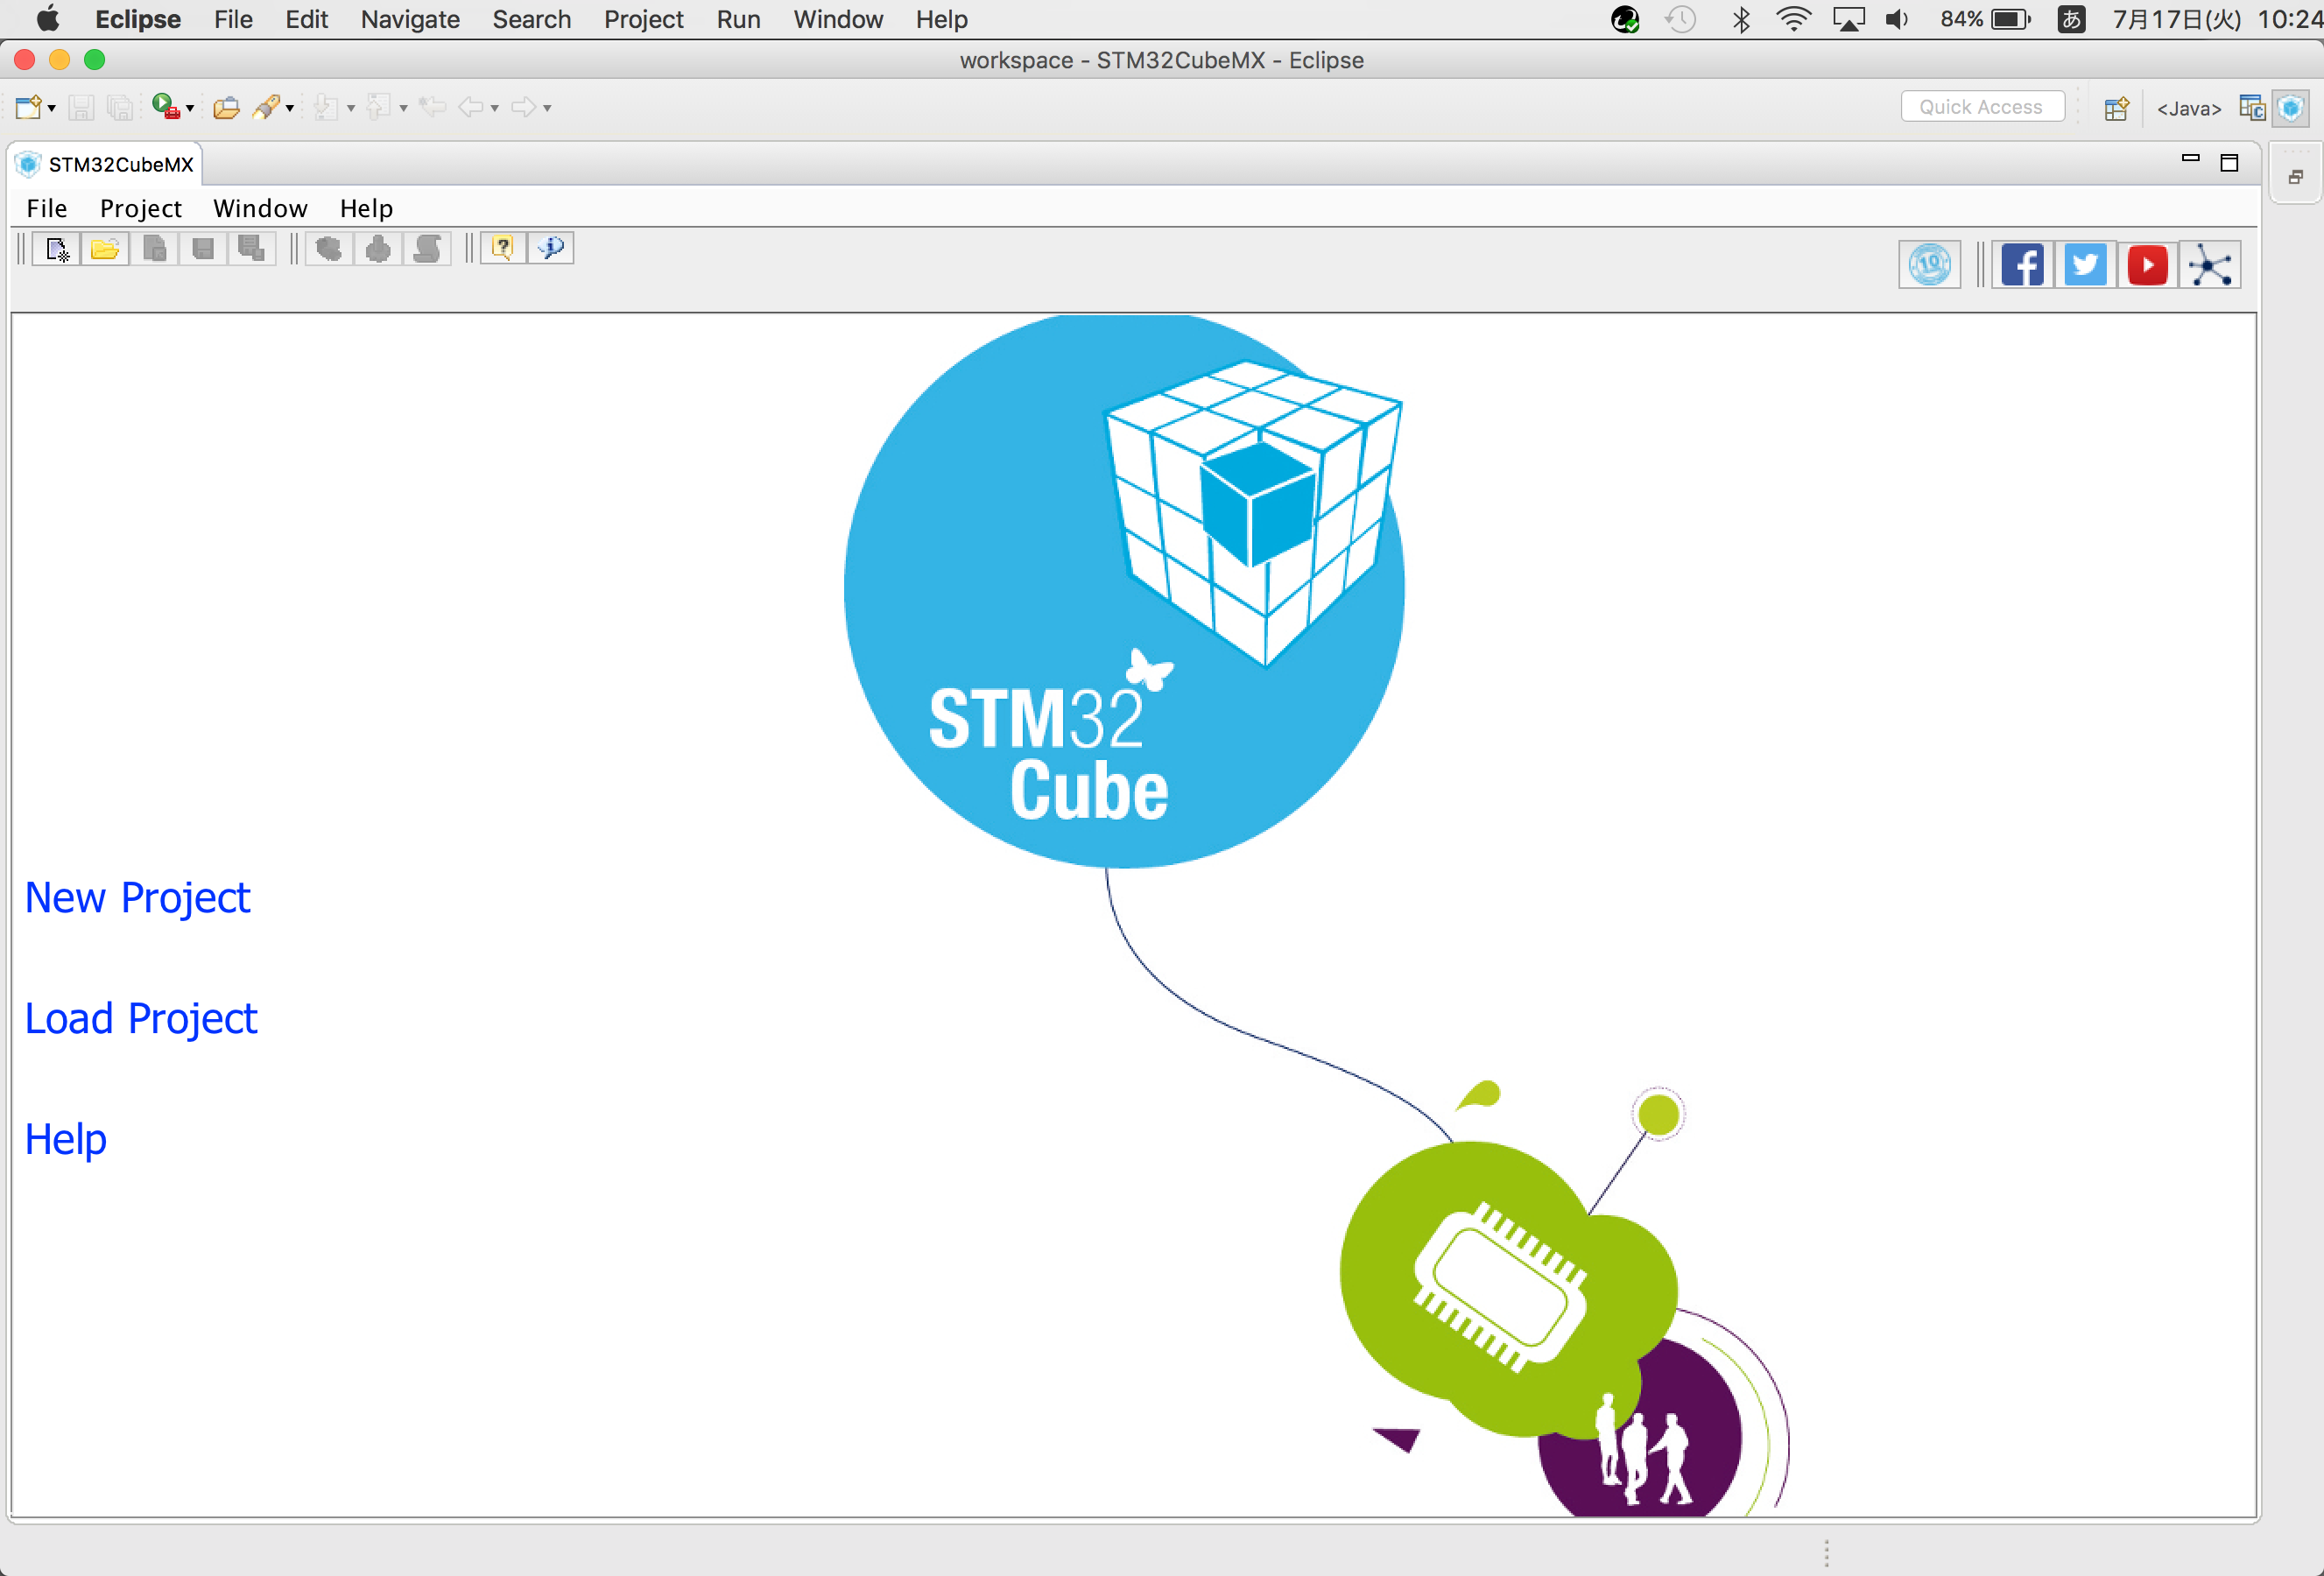 Eclipse File Edit Navigate Search Project Run Window Help 84% あ 7月17日(火) 10:24
workspace - STM32CubeMX - Eclipse
Quick Access <Java>
STM32CubeMX
File Project Window Help
10
STM32
Cube
New Project
Load Project
Help